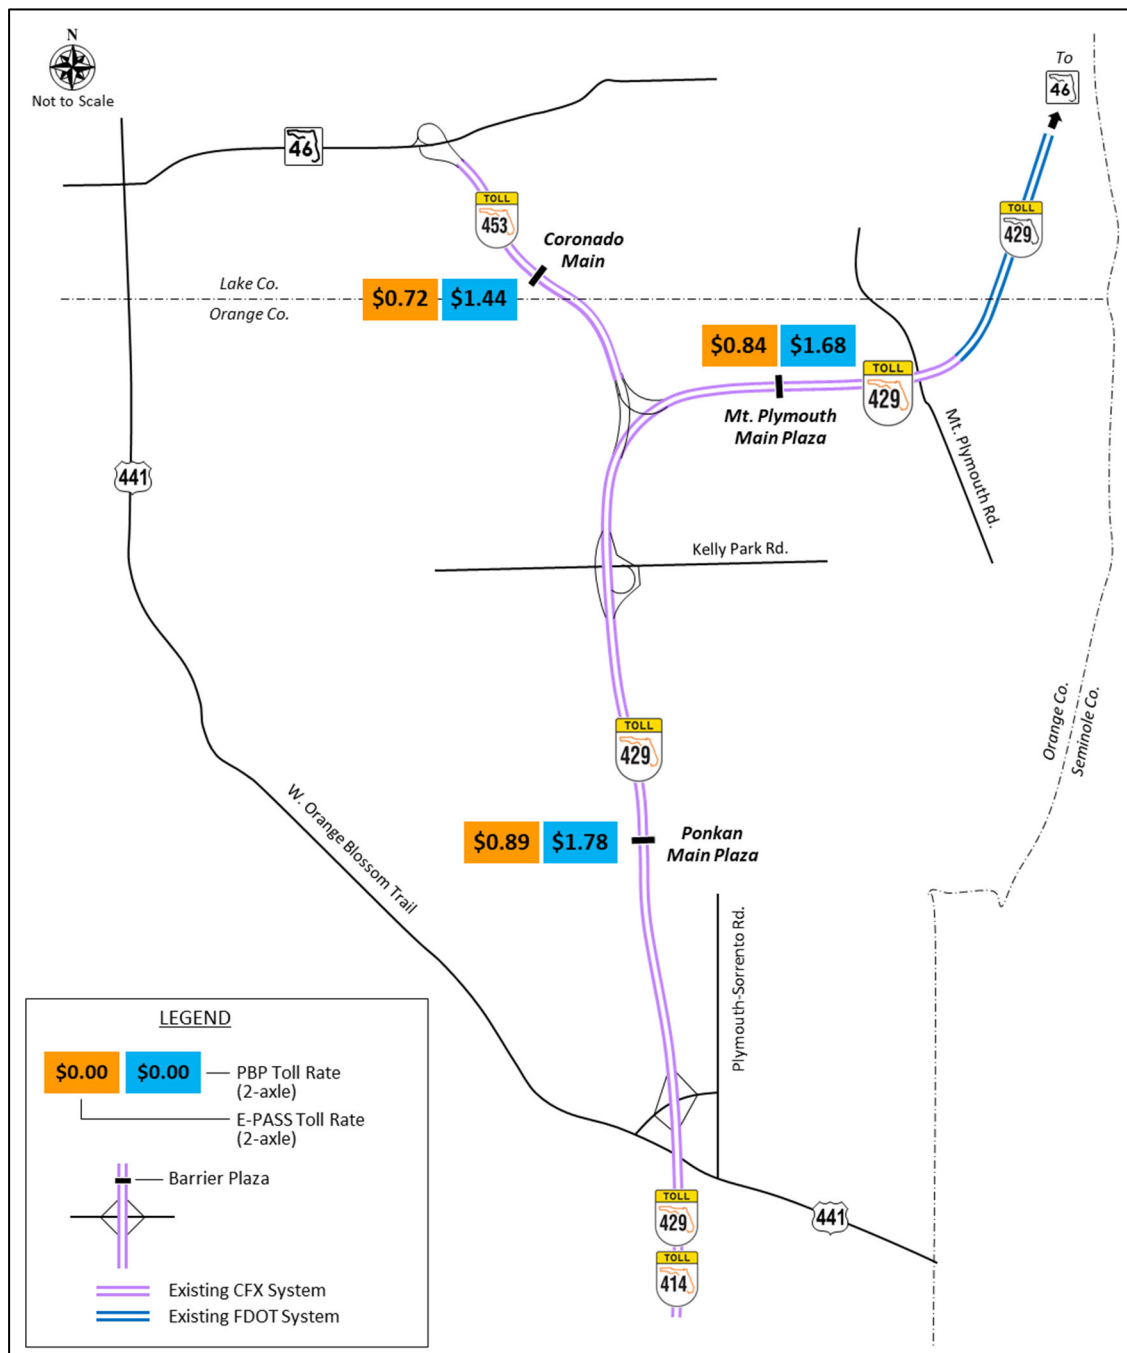 N
Not to Scale
To
46
46
TOLL
453
TOLL
429
Coronado
Main
Lake Co.
Orange Co.
$0.72 $1.44
$0.84 $1.68
TOLL
429
Mt. Plymouth
Main Plaza
Mt. Plymouth Rd.
441
Kelly Park Rd.
Orange Co.
Seminole Co.
TOLL
429
W. Orange Blossom Trail
$0.89 $1.78
Ponkan
Main Plaza
Plymouth-Sorrento Rd.
LEGEND
$0.00 $0.00
PBP Toll Rate
(2-axle)
E-PASS Toll Rate
(2-axle)
Barrier Plaza
Existing CFX System
Existing FDOT System
TOLL
429
441
TOLL
414